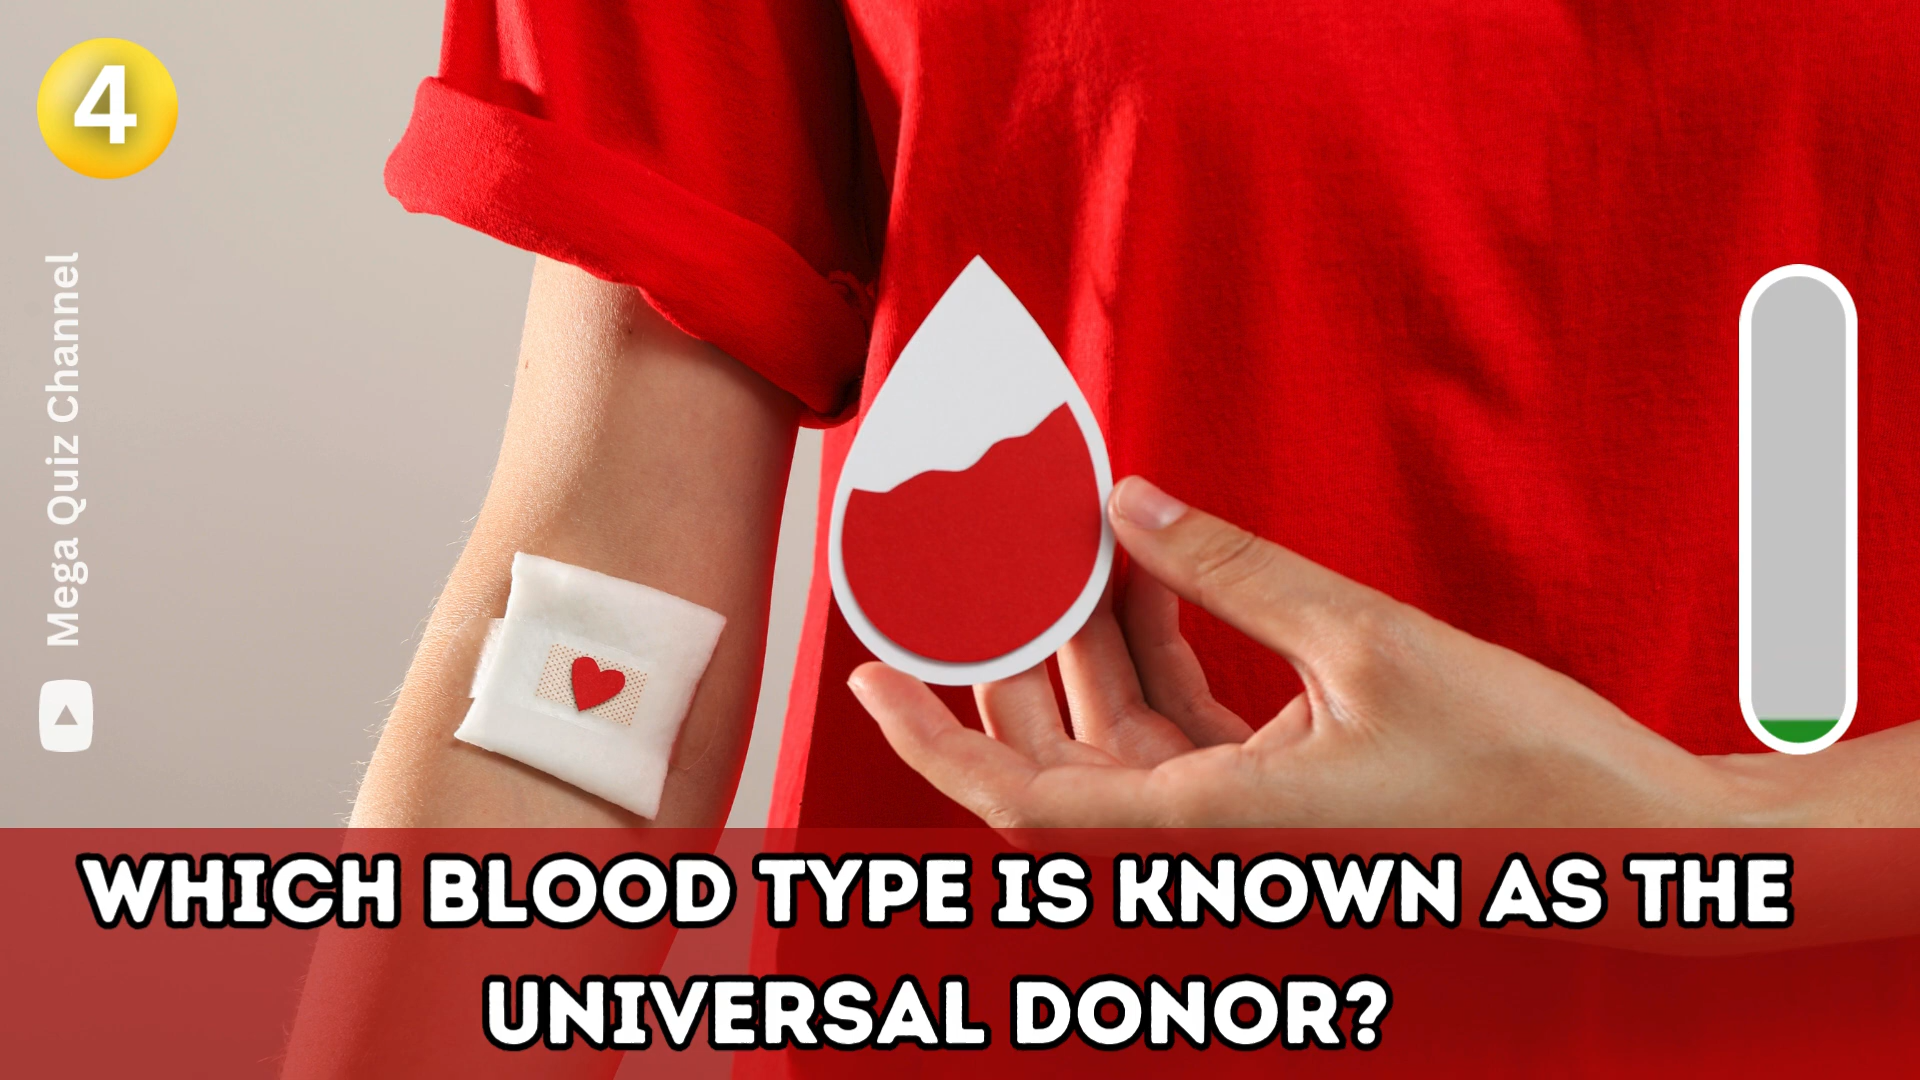 4
Mega Quiz Channel
WHICH BLOOD TYPE IS KNOWN AS THE
UNIVERSAL DONOR?